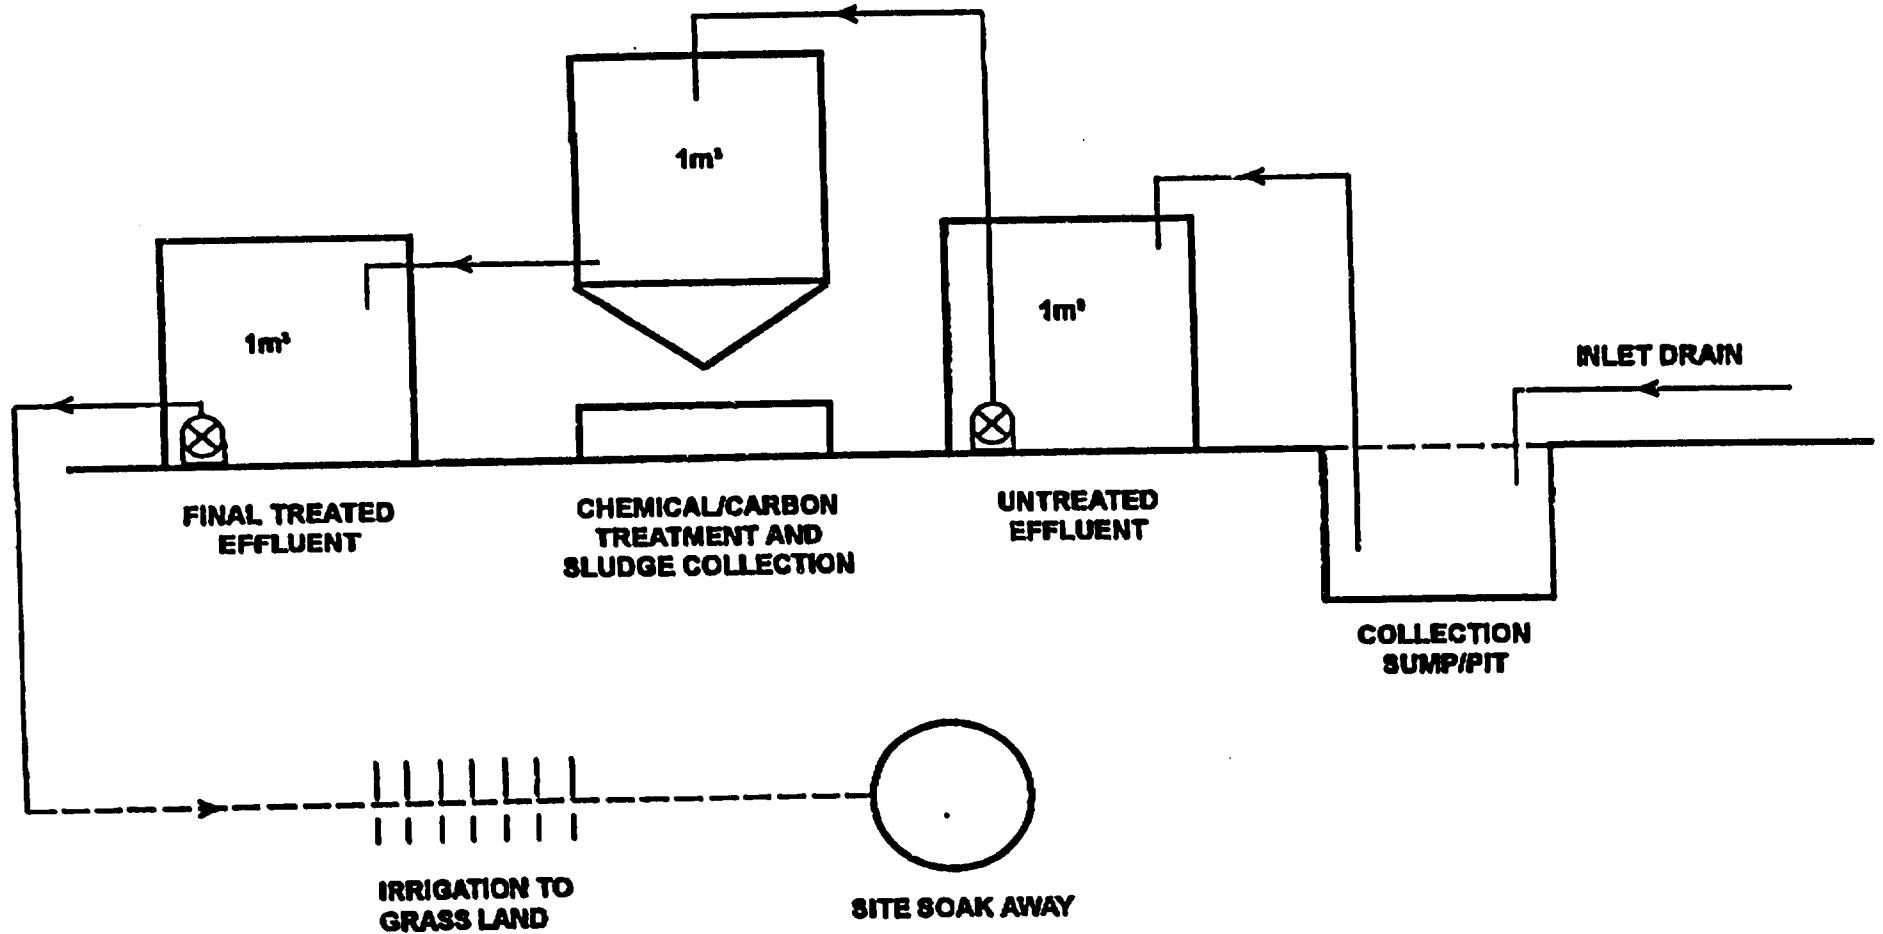 1m³
1m³
1m³
INLET DRAIN
FINAL TREATED
EFFLUENT
CHEMICAL/CARBON
TREATMENT AND
SLUDGE COLLECTION
UNTREATED
EFFLUENT
COLLECTION
SUMP/PIT
IRRIGATION TO
GRASS LAND
SITE SOAK AWAY